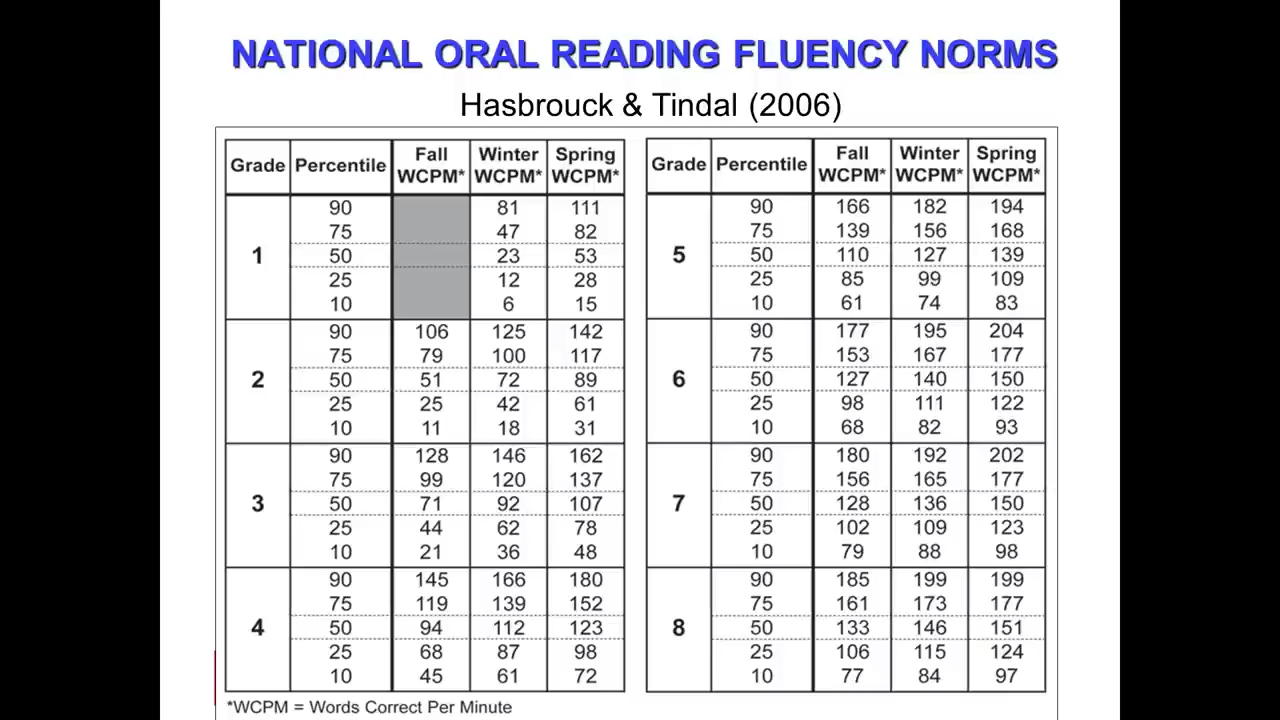 NATIONAL ORAL READING FLUENCY NORMS
Hasbrouck & Tindal (2006)
Grade Percentile Fall WCPM* Winter WCPM* Spring WCPM*
1
90 81 111
75 47 82
50 23 53
25 12 28
10 6 15
2
90 106 125 142
75 79 100 117
50 51 72 89
25 25 42 61
10 11 18 31
3
90 128 146 162
75 99 120 137
50 71 92 107
25 44 62 78
10 21 36 48
4
90 145 166 180
75 119 139 152
50 94 112 123
25 68 87 98
10 45 61 72
Grade Percentile Fall WCPM* Winter WCPM* Spring WCPM*
5
90 166 182 194
75 139 156 168
50 110 127 139
25 85 99 109
10 61 74 83
6
90 177 195 204
75 153 167 177
50 127 140 150
25 98 111 122
10 68 82 93
7
90 180 192 202
75 156 165 177
50 128 136 150
25 102 109 123
10 79 88 98
8
90 185 199 199
75 161 173 177
50 133 146 151
25 106 115 124
10 77 84 97
*WCPM = Words Correct Per Minute